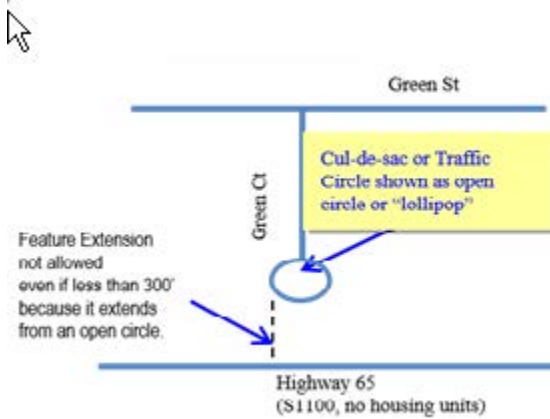 Green St
Cul-de-sac or Traffic
Circle shown as open
circle or “lollipop”
Green Ct
Feature Extension
not allowed
even if less than 300'
because it extends
from an open circle.
Highway 65
(S1100, no housing units)